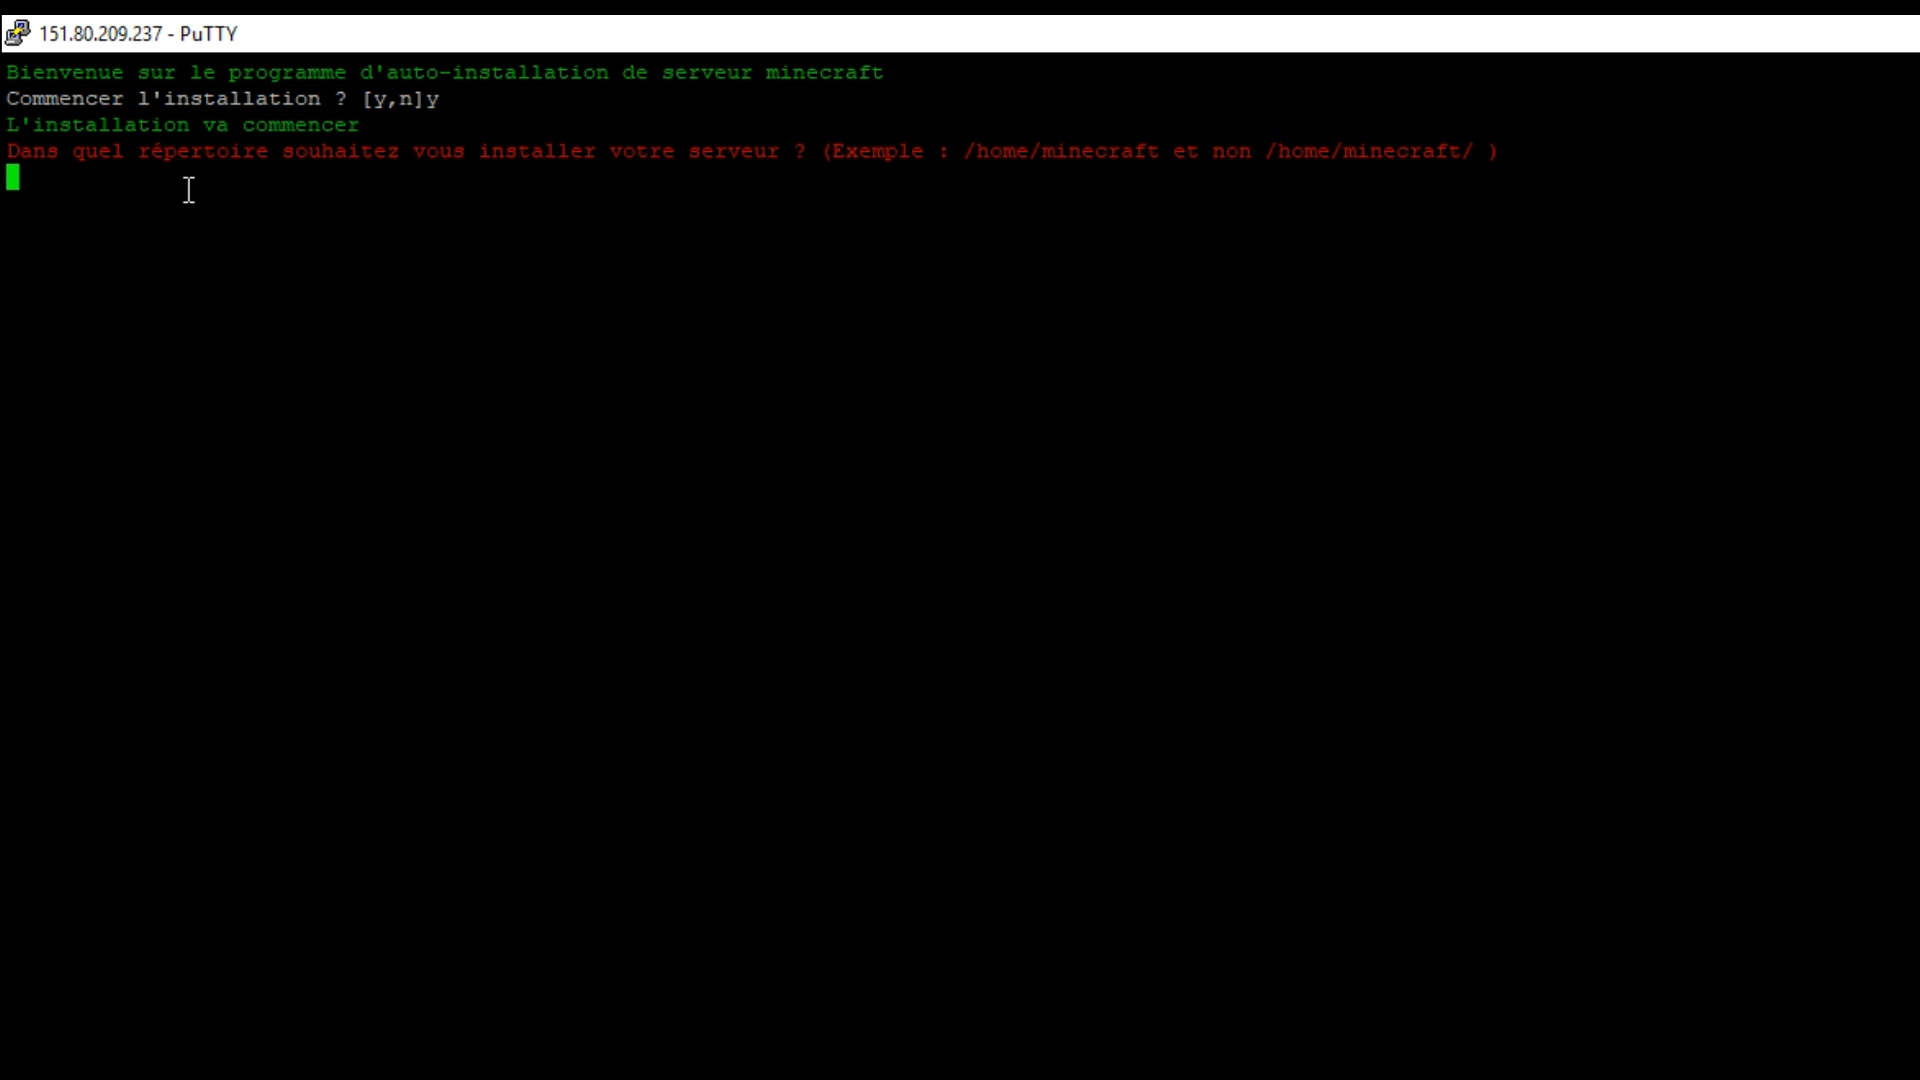 151.80.209.237 - PuTTY
Bienvenue sur le programme d'auto-installation de serveur minecraft
Commencer l'installation ? [y,n]y
L'installation va commencer
Dans quel répertoire souhaitez vous installer votre serveur ? (Exemple : /home/minecraft et non /home/minecraft/ )